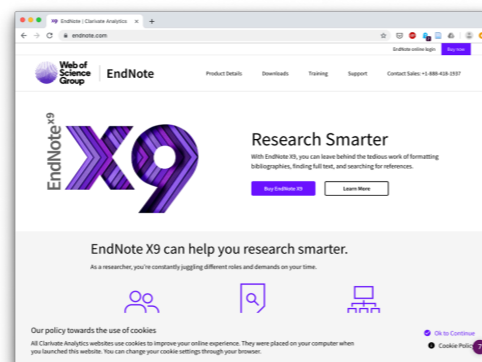 EndNote | Clarivate Analytics
endnote.com
EndNote online login
Buy now
Web of
Science
Group
EndNote
Product Details
Downloads
Training
Support
Contact Sales: +1-888-418-1937
EndNote x9
X9
Research Smarter
With EndNote X9, you can leave behind the tedious work of formatting
bibliographies, finding full text, and searching for references.
Buy EndNote X9
Learn More
EndNote X9 can help you research smarter.
As a researcher, you're constantly juggling different roles and demands on your time.
Our policy towards the use of cookies
All Clarivate Analytics websites use cookies to improve your online experience. They were placed on your computer when
you launched this website. You can change your cookie settings through your browser.
Ok to Continue
Cookie Policy
7